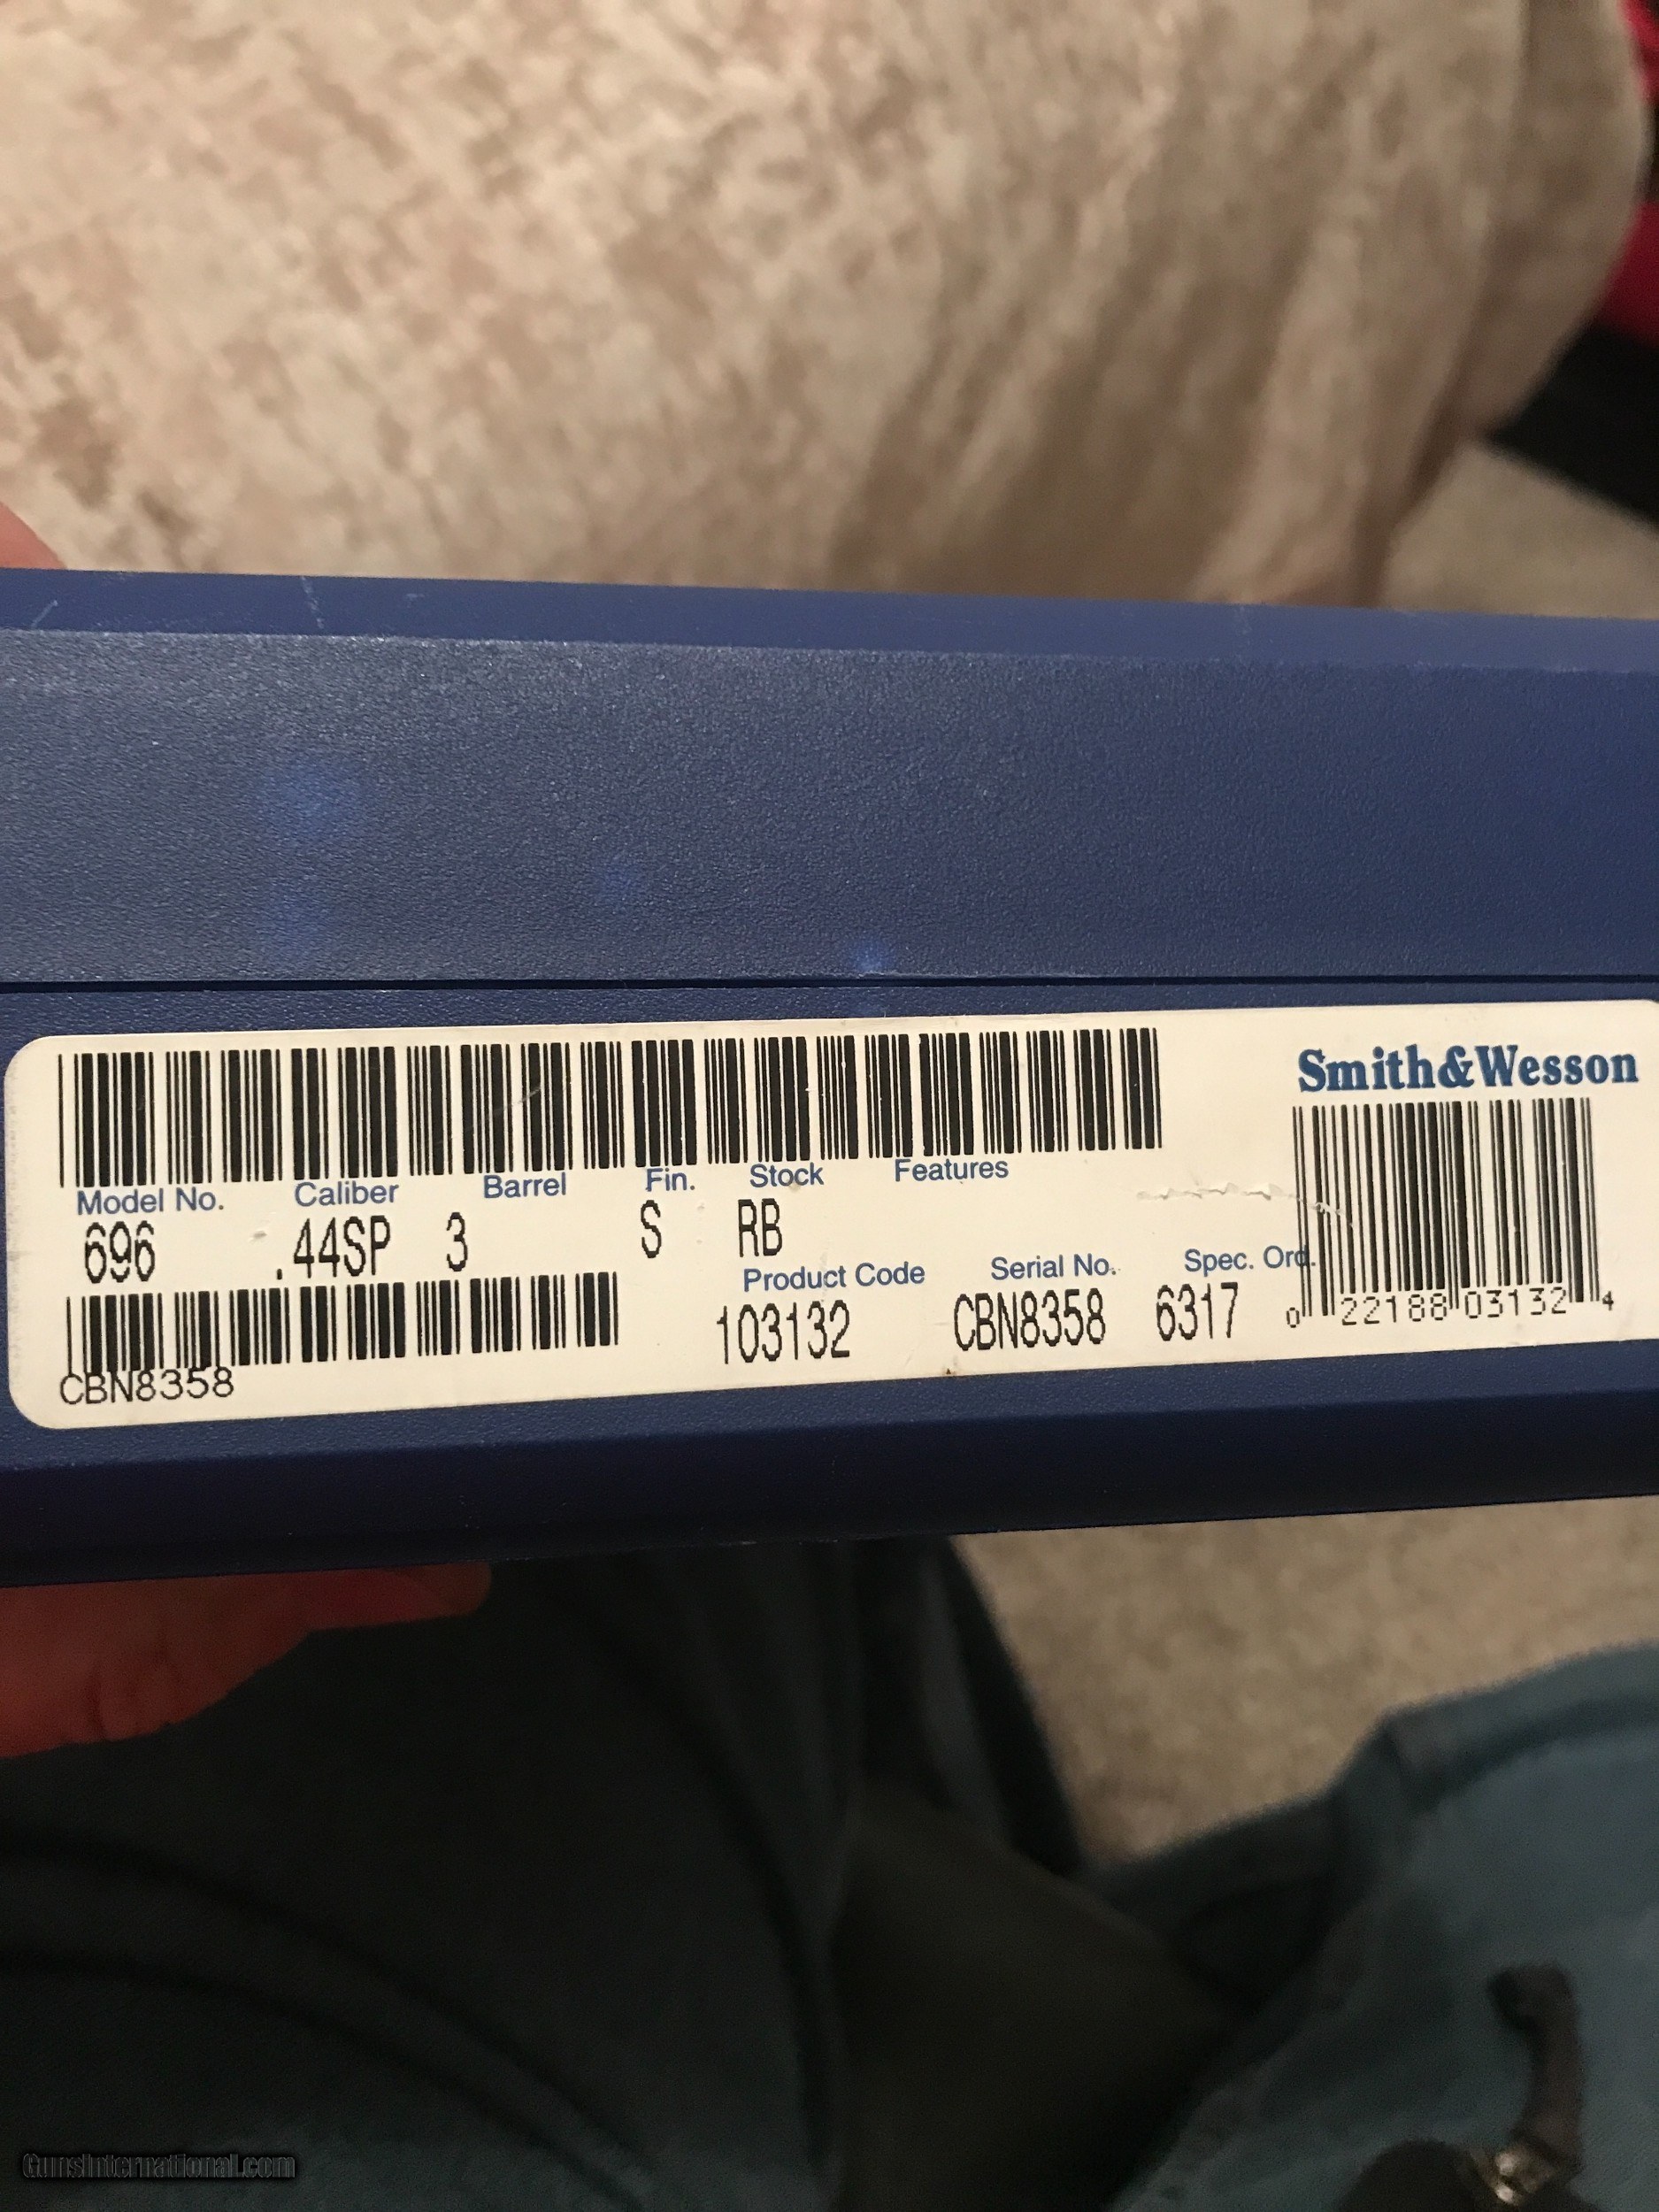 Smith&Wesson
Model No. Caliber Barrel Fin. Stock Features
696 .44SP 3 S RB
Product Code Serial No. Spec. Ord.
103132 CBN8358 6317
0 22188 03132 4
CBN8358
GunsInternational.com